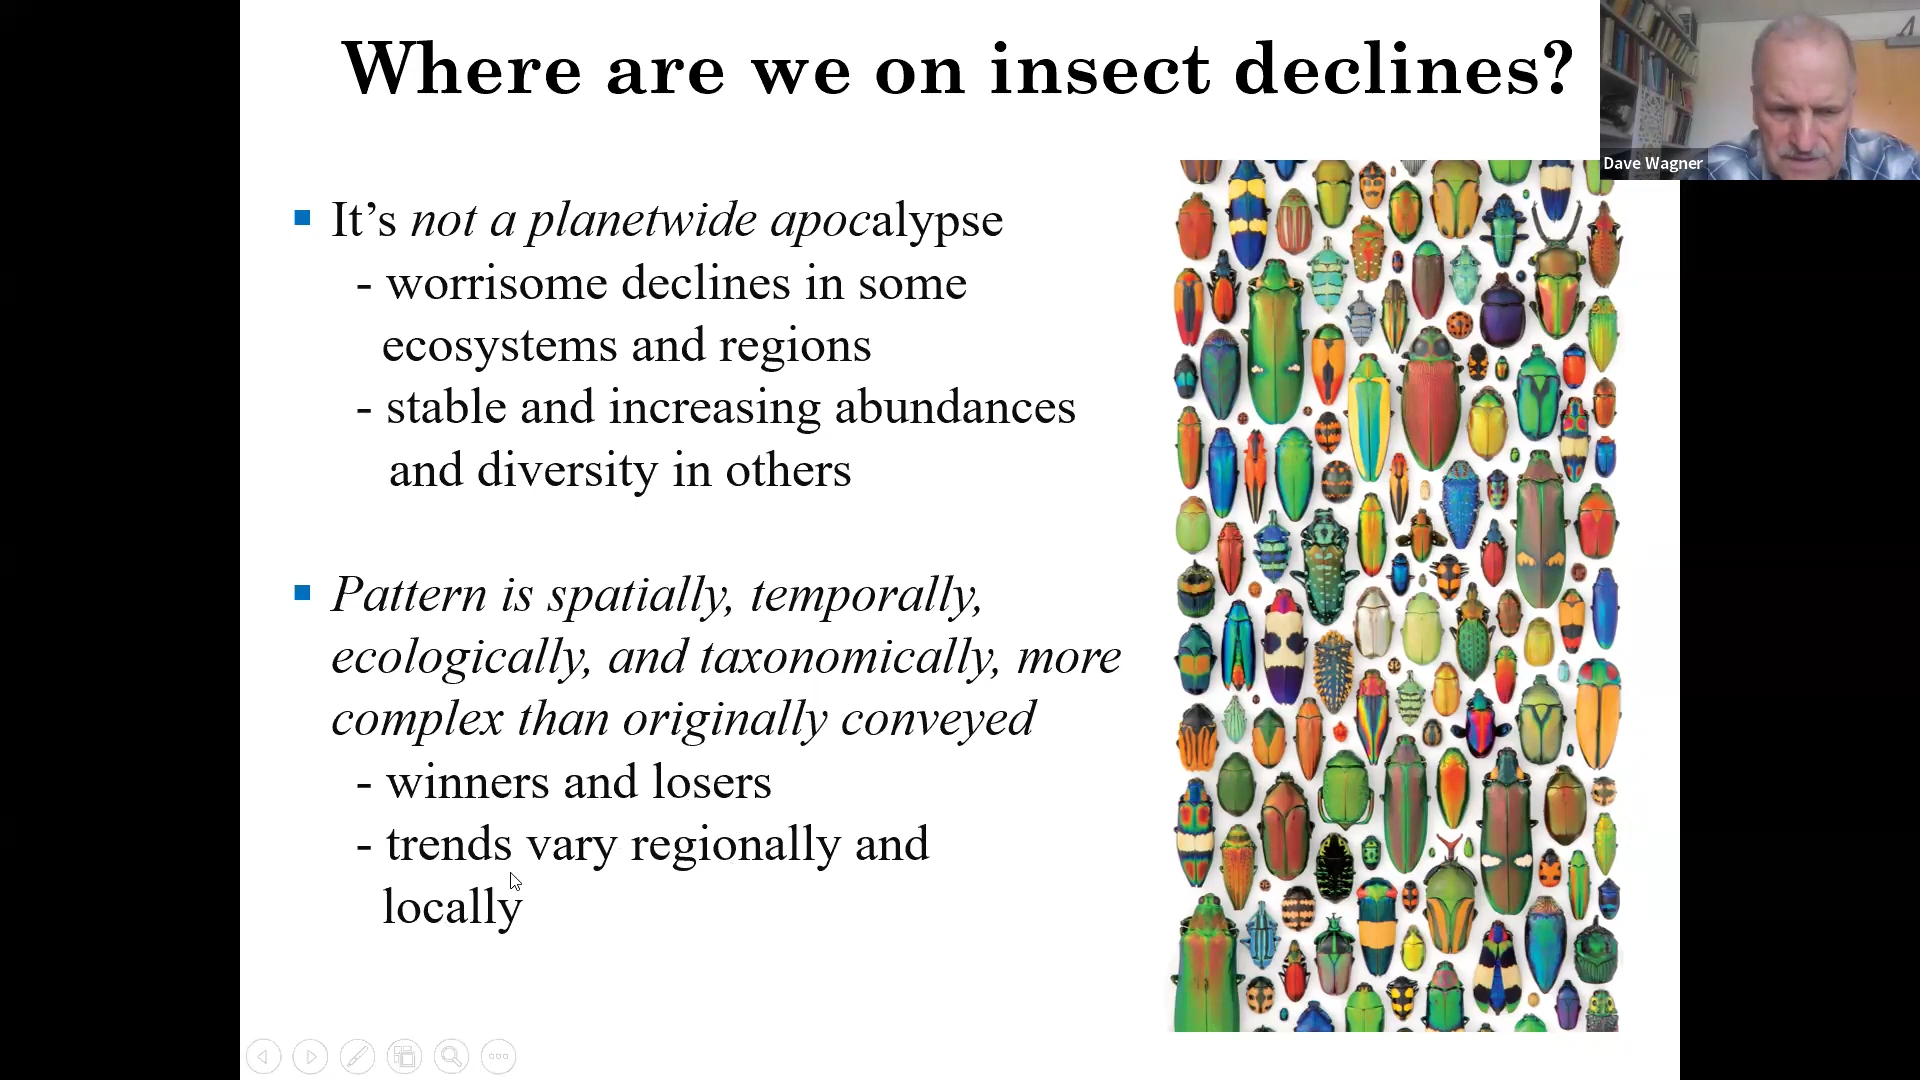 Where are we on insect declines?
Dave Wagner
It’s not a planetwide apocalypse
- worrisome declines in some
ecosystems and regions
- stable and increasing abundances
and diversity in others
Pattern is spatially, temporally,
ecologically, and taxonomically, more
complex than originally conveyed
- winners and losers
- trends vary regionally and
locally